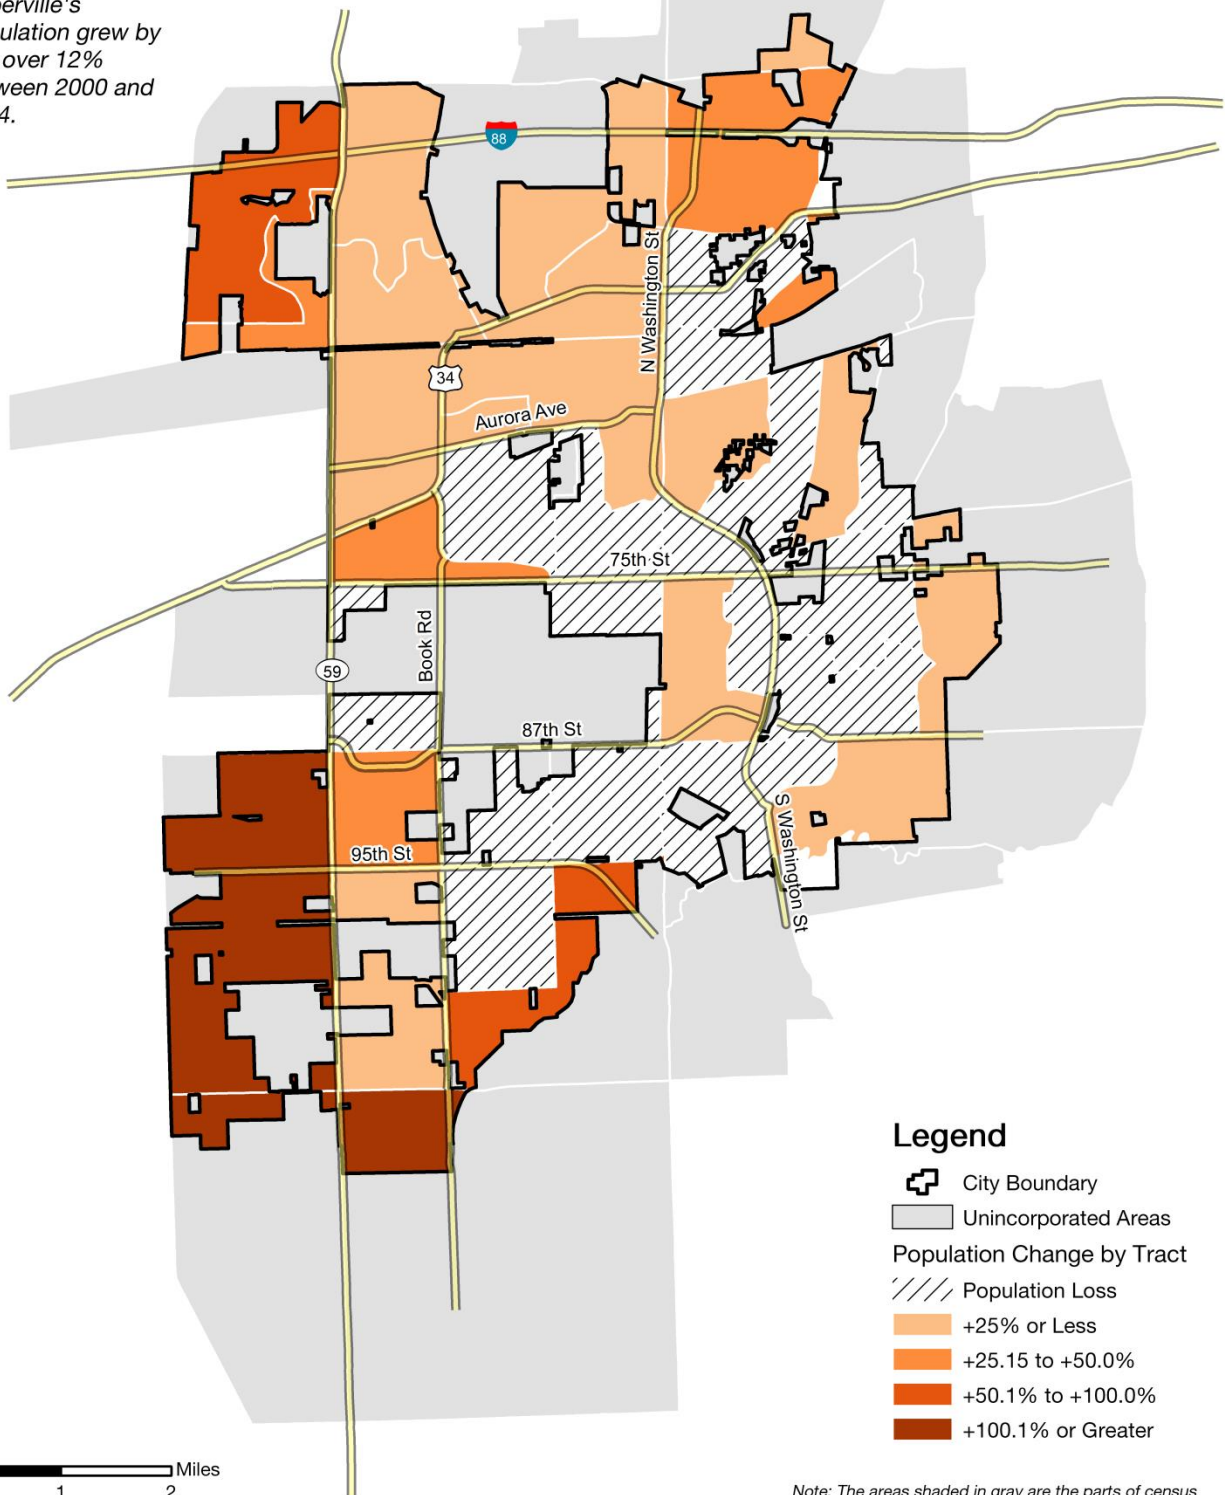 erville's
ulation grew by
over 12%
ween 2000 and
4.
88
N Washington St
34
Aurora Ave
75th St
Book Rd
59
87th St
S Washington St
95th St
Legend
City Boundary
Unincorporated Areas
Population Change by Tract
Population Loss
+25% or Less
+25.15 to +50.0%
+50.1% to +100.0%
+100.1% or Greater
Miles
1 2
Note: The areas shaded in gray are the parts of census